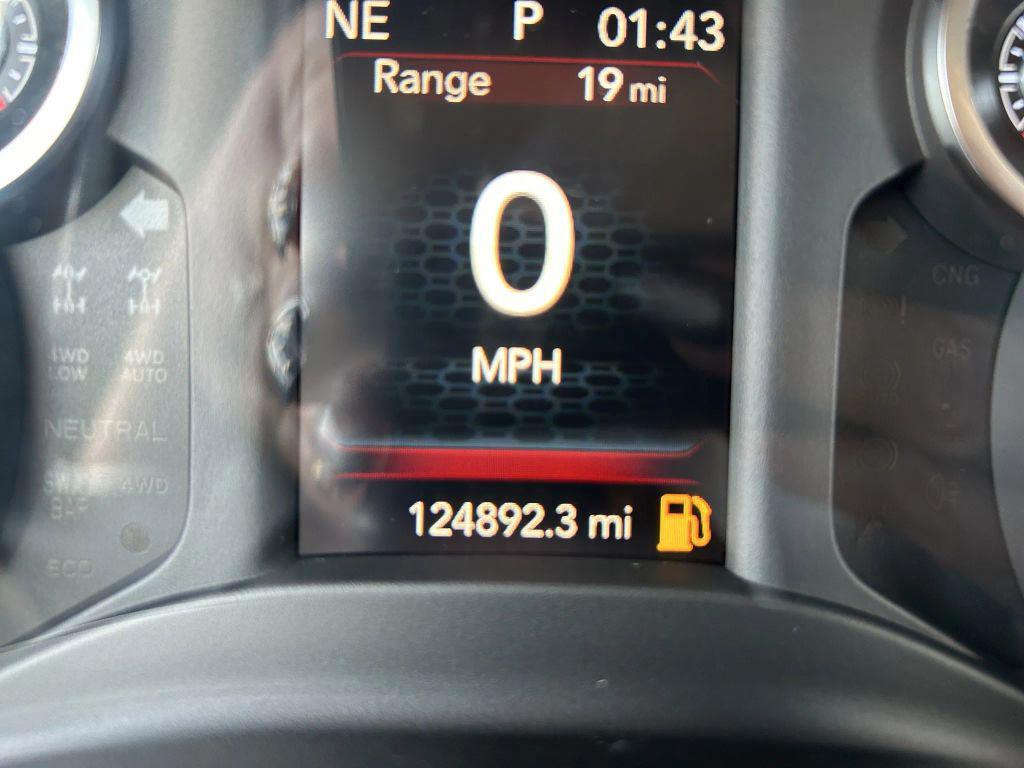 NE P 01:43
Range 19 mi
0
MPH
124892.3 mi
4WD LOW
4WD AUTO
NEUTRAL
4WD
ECO
CNG
GAS